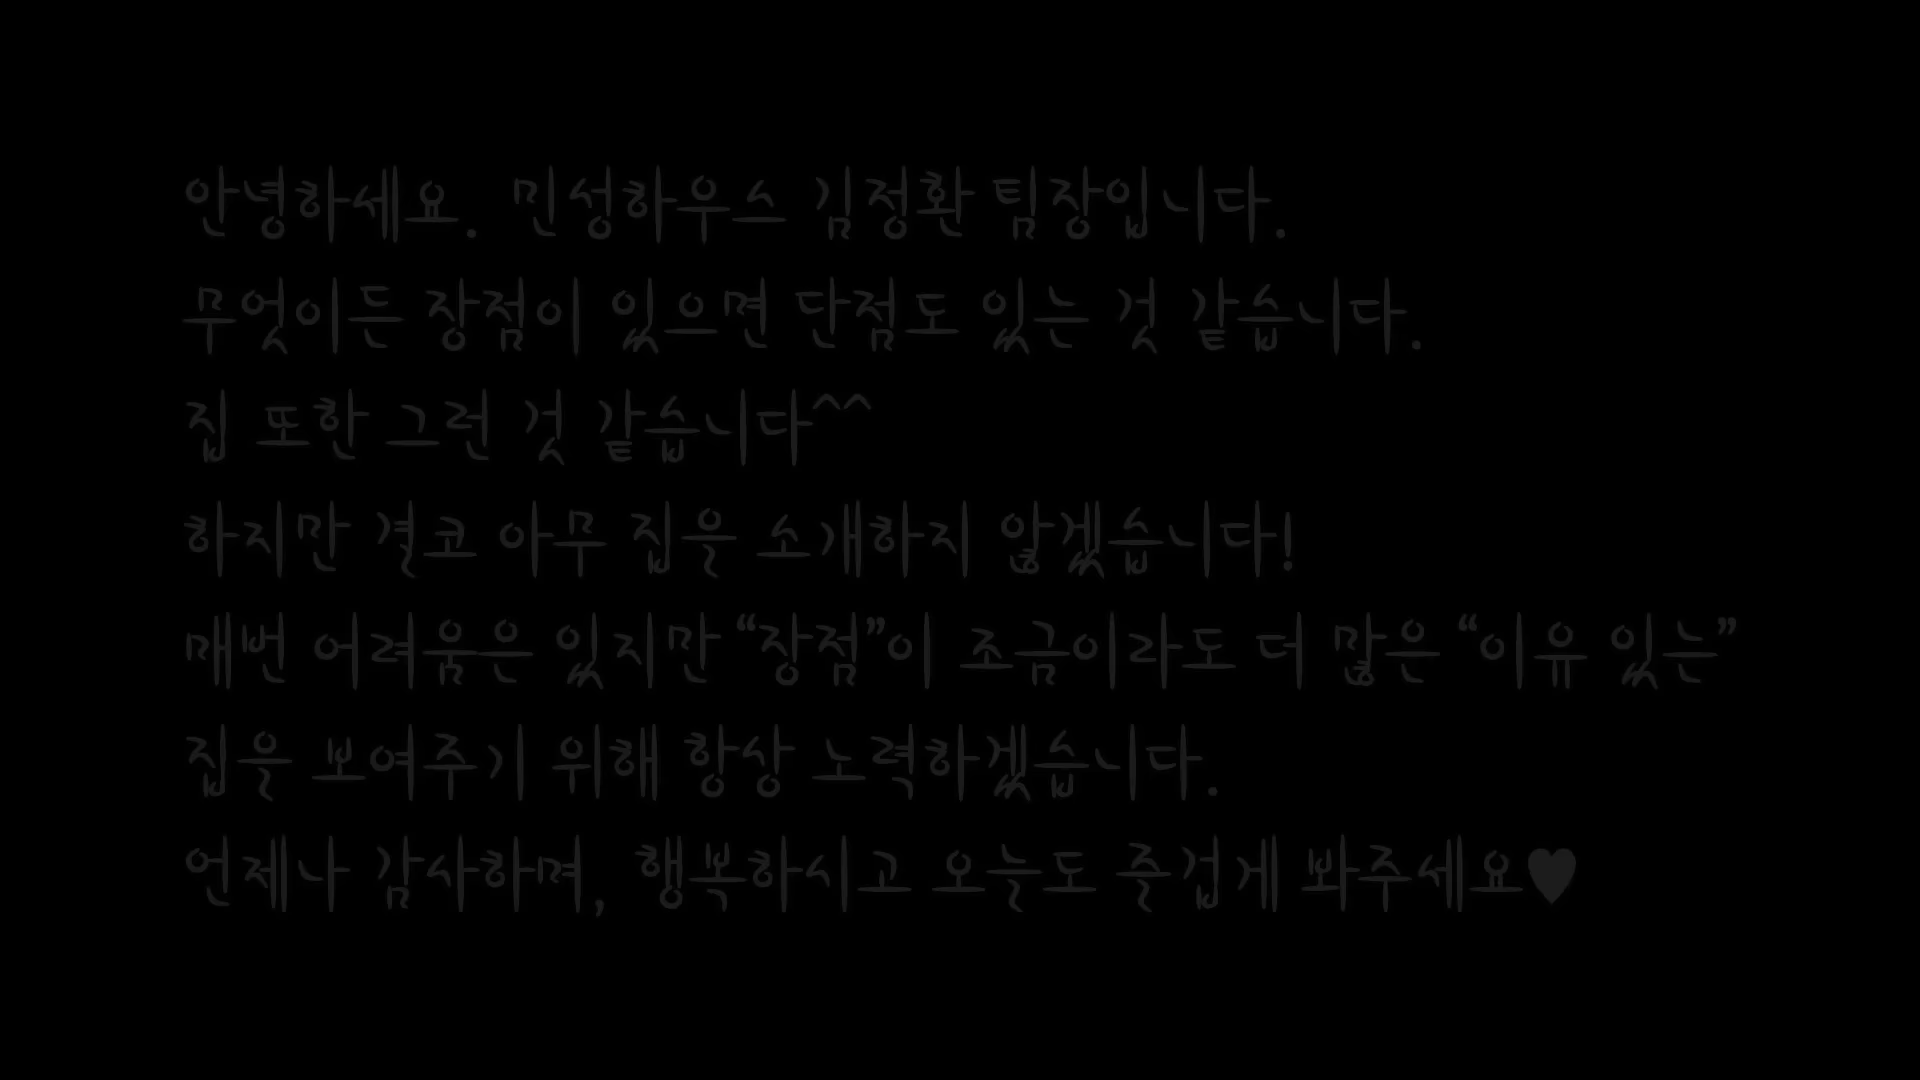 안녕하세요. 민성하우스 김정환 팀장입니다.
무엇이든 장점이 있으면 단점도 있는 것 같습니다.
집 또한 그런 것 같습니다^^
하지만 결코 아무 집을 소개하지 않겠습니다!
매번 어려움은 있지만 “장점”이 조금이라도 더 많은 “이유 있는”
집을 보여주기 위해 항상 노력하겠습니다.
언제나 감사하며, 행복하시고 오늘도 즐겁게 봐주세요♥